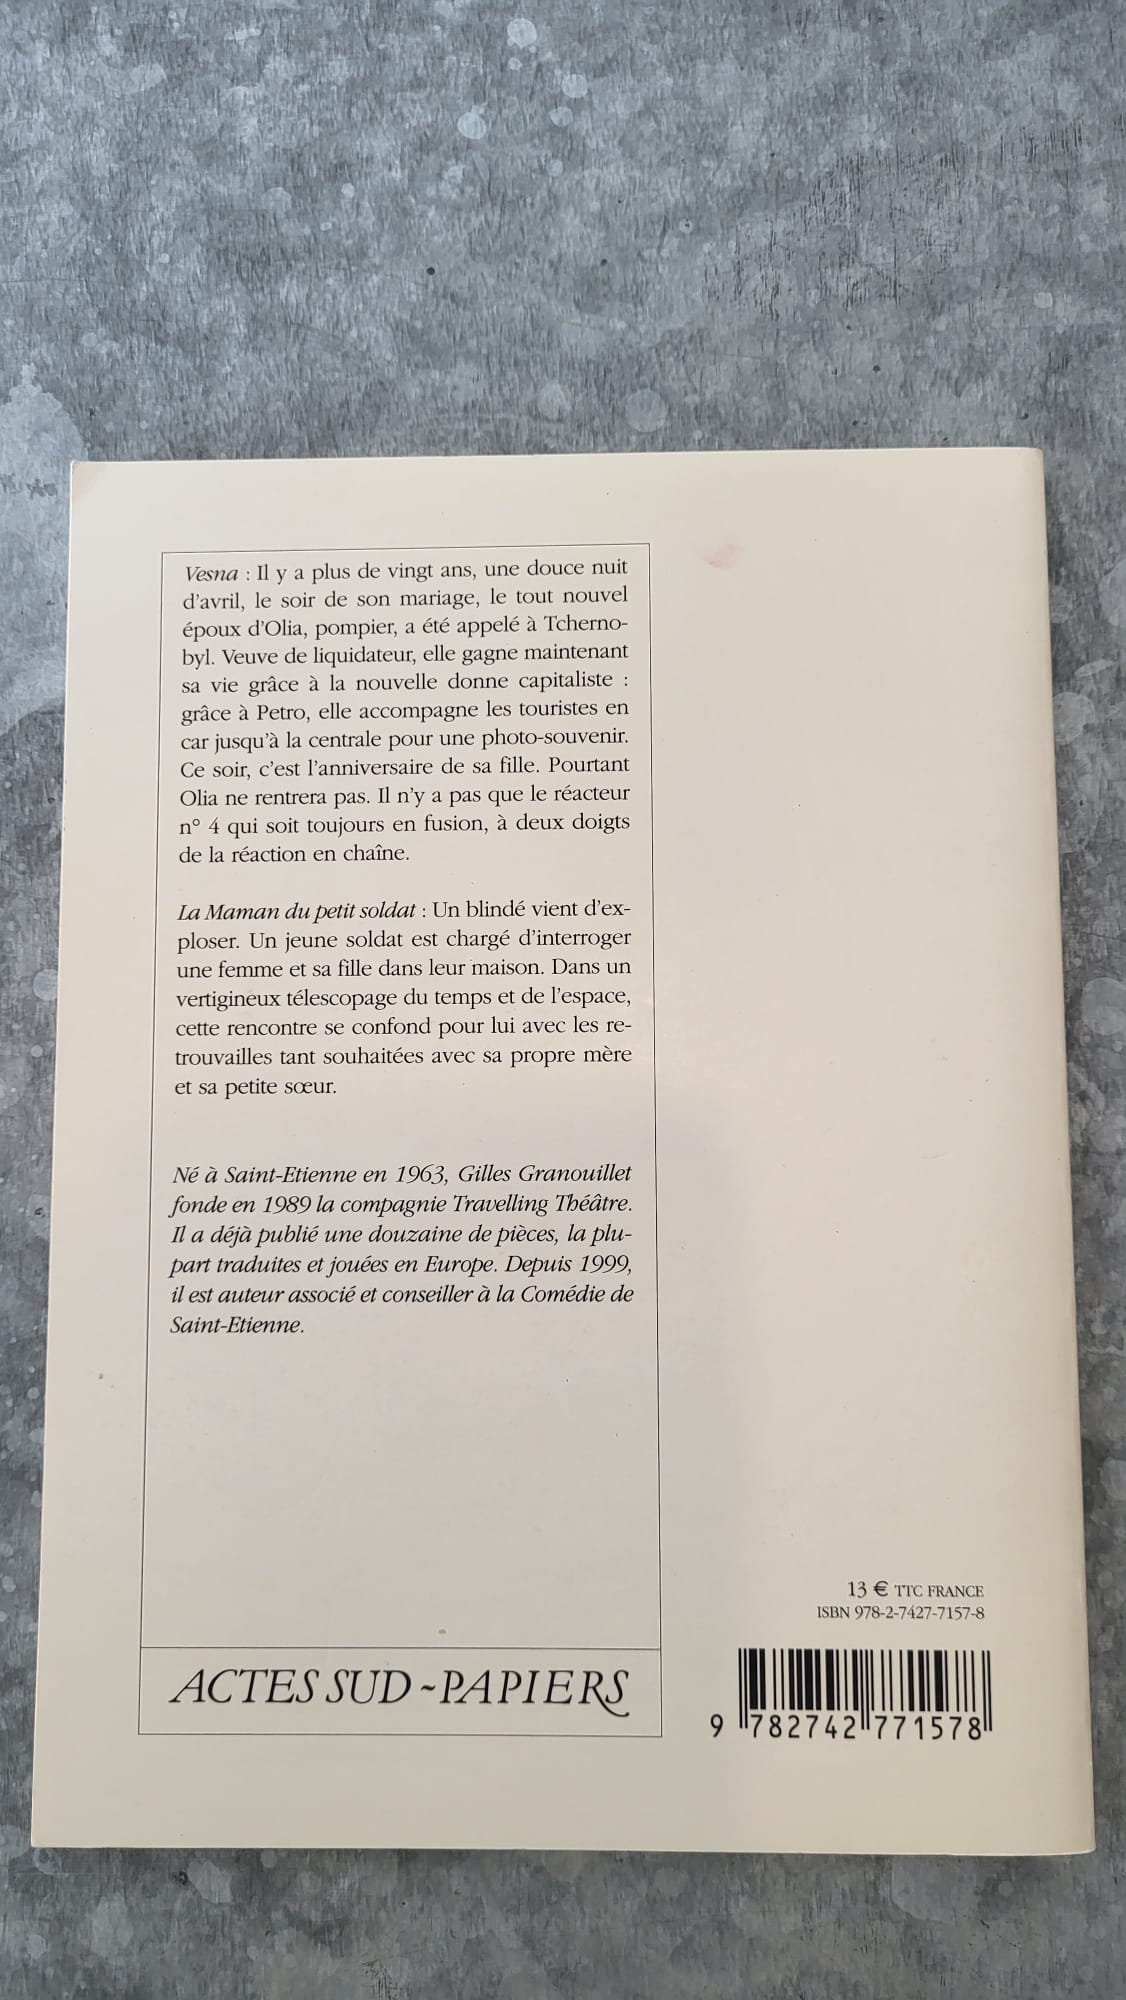 Vesna : Il y a plus de vingt ans, une douce nuit
d'avril, le soir de son mariage, le tout nouvel
époux d'Olia, pompier, a été appelé à Tcherno-
byl. Veuve de liquidateur, elle gagne maintenant
sa vie grâce à la nouvelle donne capitaliste :
grâce à Petro, elle accompagne les touristes en
car jusqu'à la centrale pour une photo-souvenir.
Ce soir, c'est l'anniversaire de sa fille. Pourtant
Olia ne rentrera pas. Il n'y a pas que le réacteur
n° 4 qui soit toujours en fusion, à deux doigts
de la réaction en chaîne.
La Maman du petit soldat : Un blindé vient d'ex-
ploser. Un jeune soldat est chargé d'interroger
une femme et sa fille dans leur maison. Dans un
vertigineux télescopage du temps et de l'espace,
cette rencontre se confond pour lui avec les re-
trouvailles tant souhaitées avec sa propre mère
et sa petite sœur.
Né à Saint-Etienne en 1963, Gilles Granouillet
fonde en 1989 la compagnie Travelling Théâtre.
Il a déjà publié une douzaine de pièces, la plu-
part traduites et jouées en Europe. Depuis 1999,
il est auteur associé et conseiller à la Comédie de
Saint-Etienne.
ACTES SUD~PAPIERS
13 € TTC FRANCE
ISBN 978-2-7427-7157-8
9 782742 771578